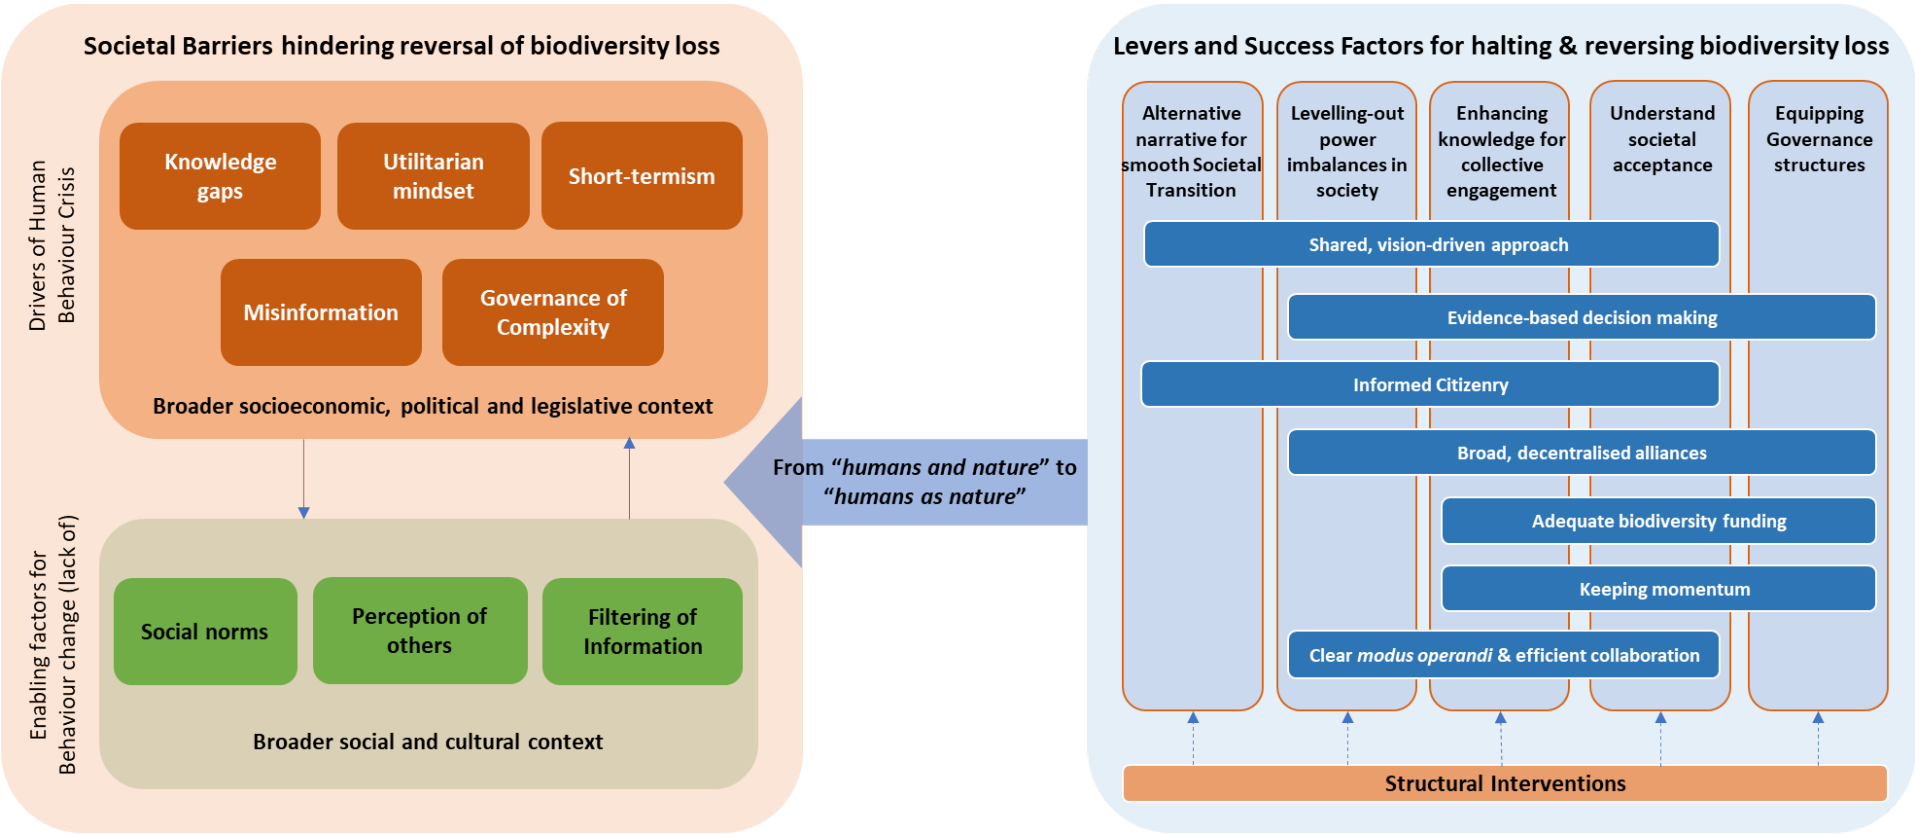 Societal Barriers hindering reversal of biodiversity loss
Drivers of Human
Behaviour Crisis
Knowledge
gaps
Utilitarian
mindset
Short-termism
Misinformation
Governance of
Complexity
Broader socioeconomic, political and legislative context
Enabling factors for
Behaviour change (lack of)
Social norms
Perception of
others
Filtering of
Information
Broader social and cultural context
From “humans and nature” to
“humans as nature”
Levers and Success Factors for halting & reversing biodiversity loss
Alternative
narrative for
smooth Societal
Transition
Levelling-out
power
imbalances in
society
Enhancing
knowledge for
collective
engagement
Understand
societal
acceptance
Equipping
Governance
structures
Shared, vision-driven approach
Evidence-based decision making
Informed Citizenry
Broad, decentralised alliances
Adequate biodiversity funding
Keeping momentum
Clear modus operandi & efficient collaboration
Structural Interventions